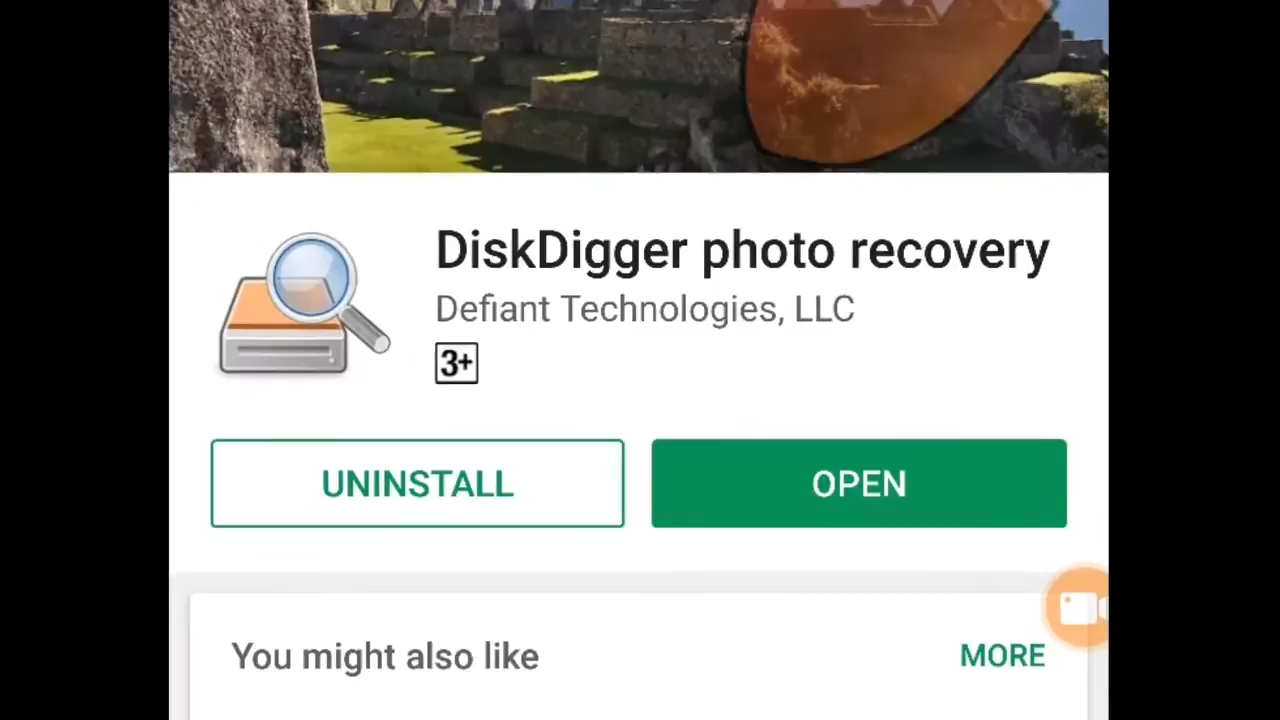 DiskDigger photo recovery
Defiant Technologies, LLC
3+
UNINSTALL
OPEN
You might also like
MORE